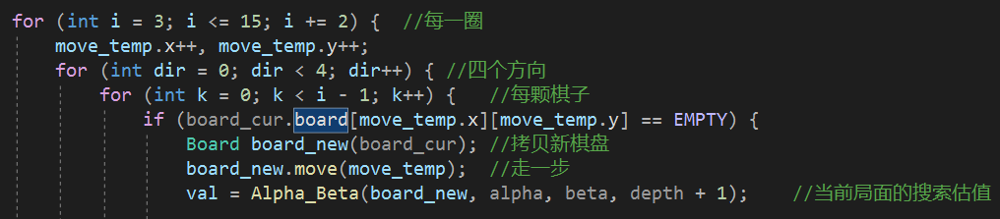 for (int i = 3; i <= 15; i += 2) {  //每一圈
    move_temp.x++, move_temp.y++;
    for (int dir = 0; dir < 4; dir++) { //四个方向
        for (int k = 0; k < i - 1; k++) {   //每颗棋子
            if (board_cur.board[move_temp.x][move_temp.y] == EMPTY) {
                Board board_new(board_cur); //拷贝新棋盘
                board_new.move(move_temp);  //走一步
                val = Alpha_Beta(board_new, alpha, beta, depth + 1);    //当前局面的搜索估值